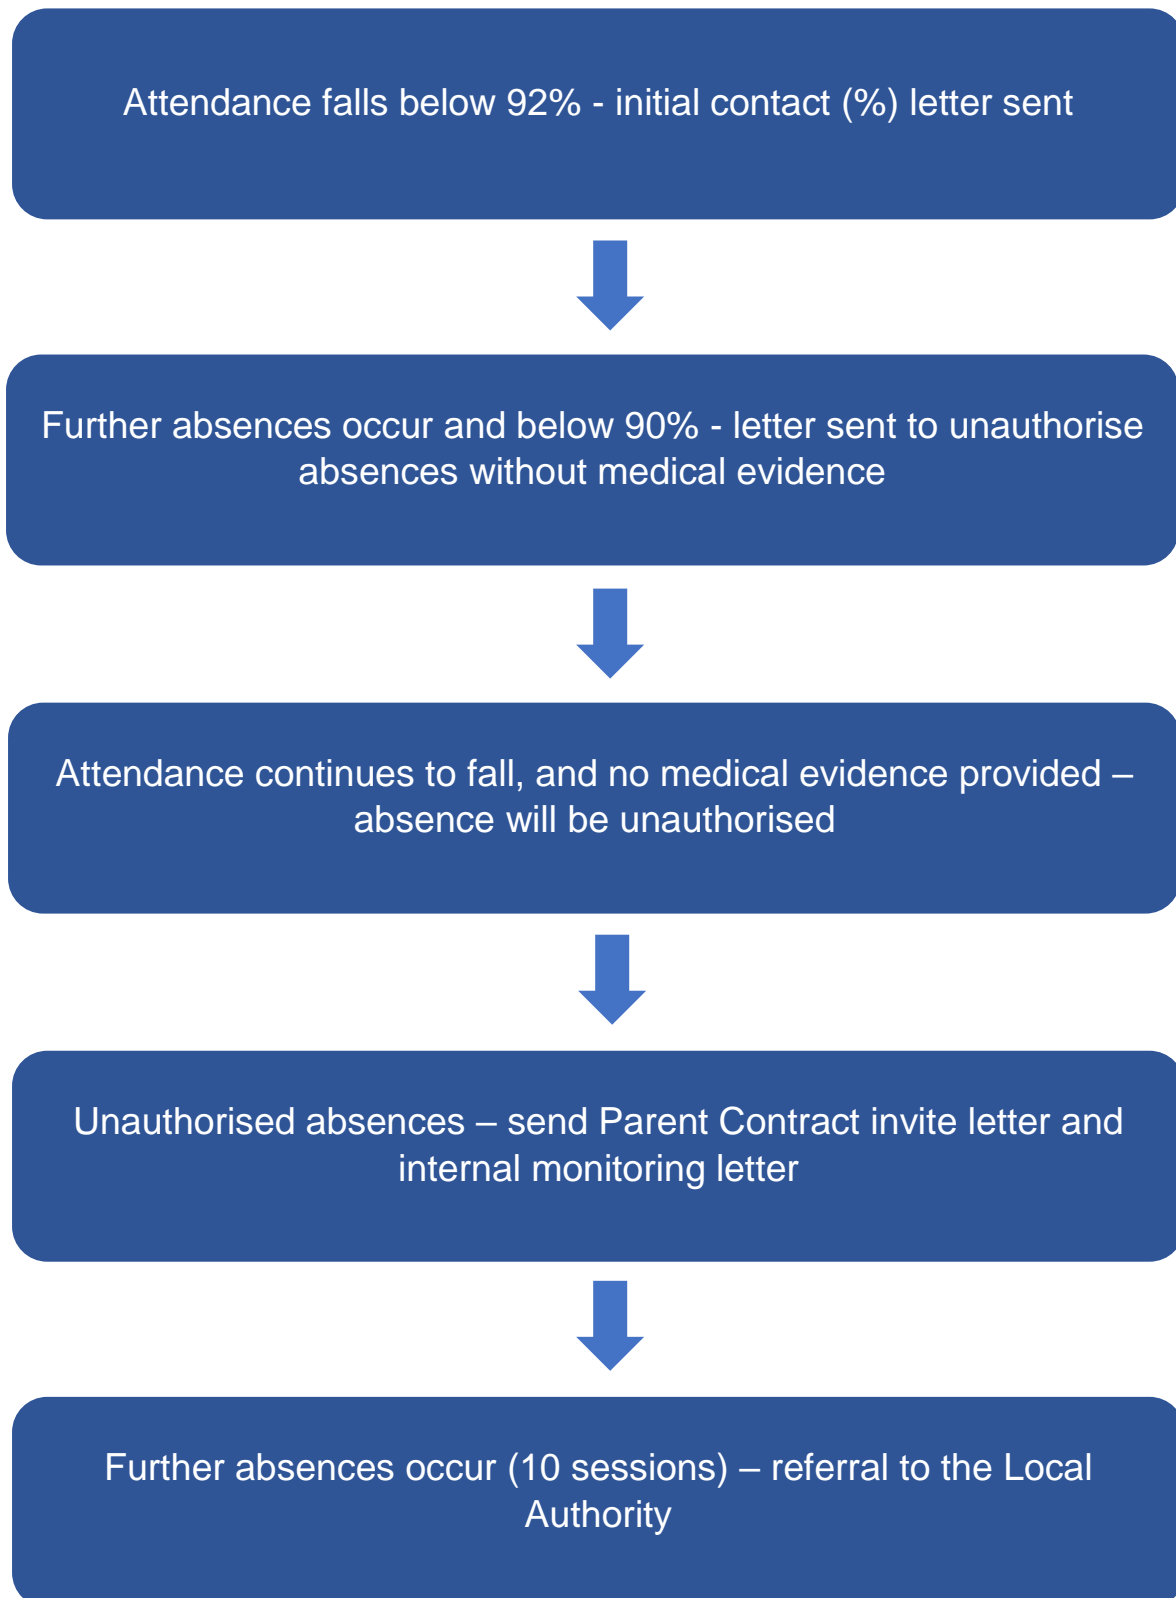 Attendance falls below 92% - initial contact (%) letter sent
Further absences occur and below 90% - letter sent to unauthorise
absences without medical evidence
Attendance continues to fall, and no medical evidence provided –
absence will be unauthorised
Unauthorised absences – send Parent Contract invite letter and
internal monitoring letter
Further absences occur (10 sessions) – referral to the Local
Authority